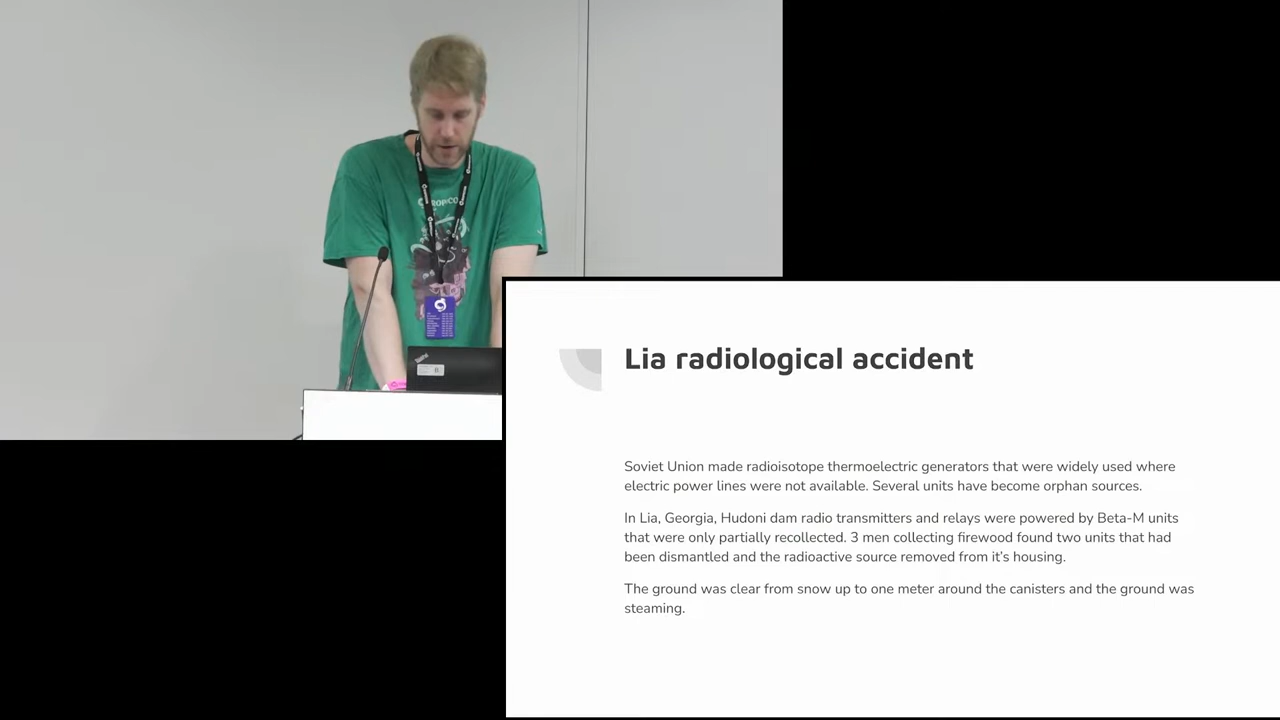 Lia radiological accident
Soviet Union made radioisotope thermoelectric generators that were widely used where
electric power lines were not available. Several units have become orphan sources.
In Lia, Georgia, Hudoni dam radio transmitters and relays were powered by Beta-M units
that were only partially recollected. 3 men collecting firewood found two units that had
been dismantled and the radioactive source removed from it's housing.
The ground was clear from snow up to one meter around the canisters and the ground was
steaming.